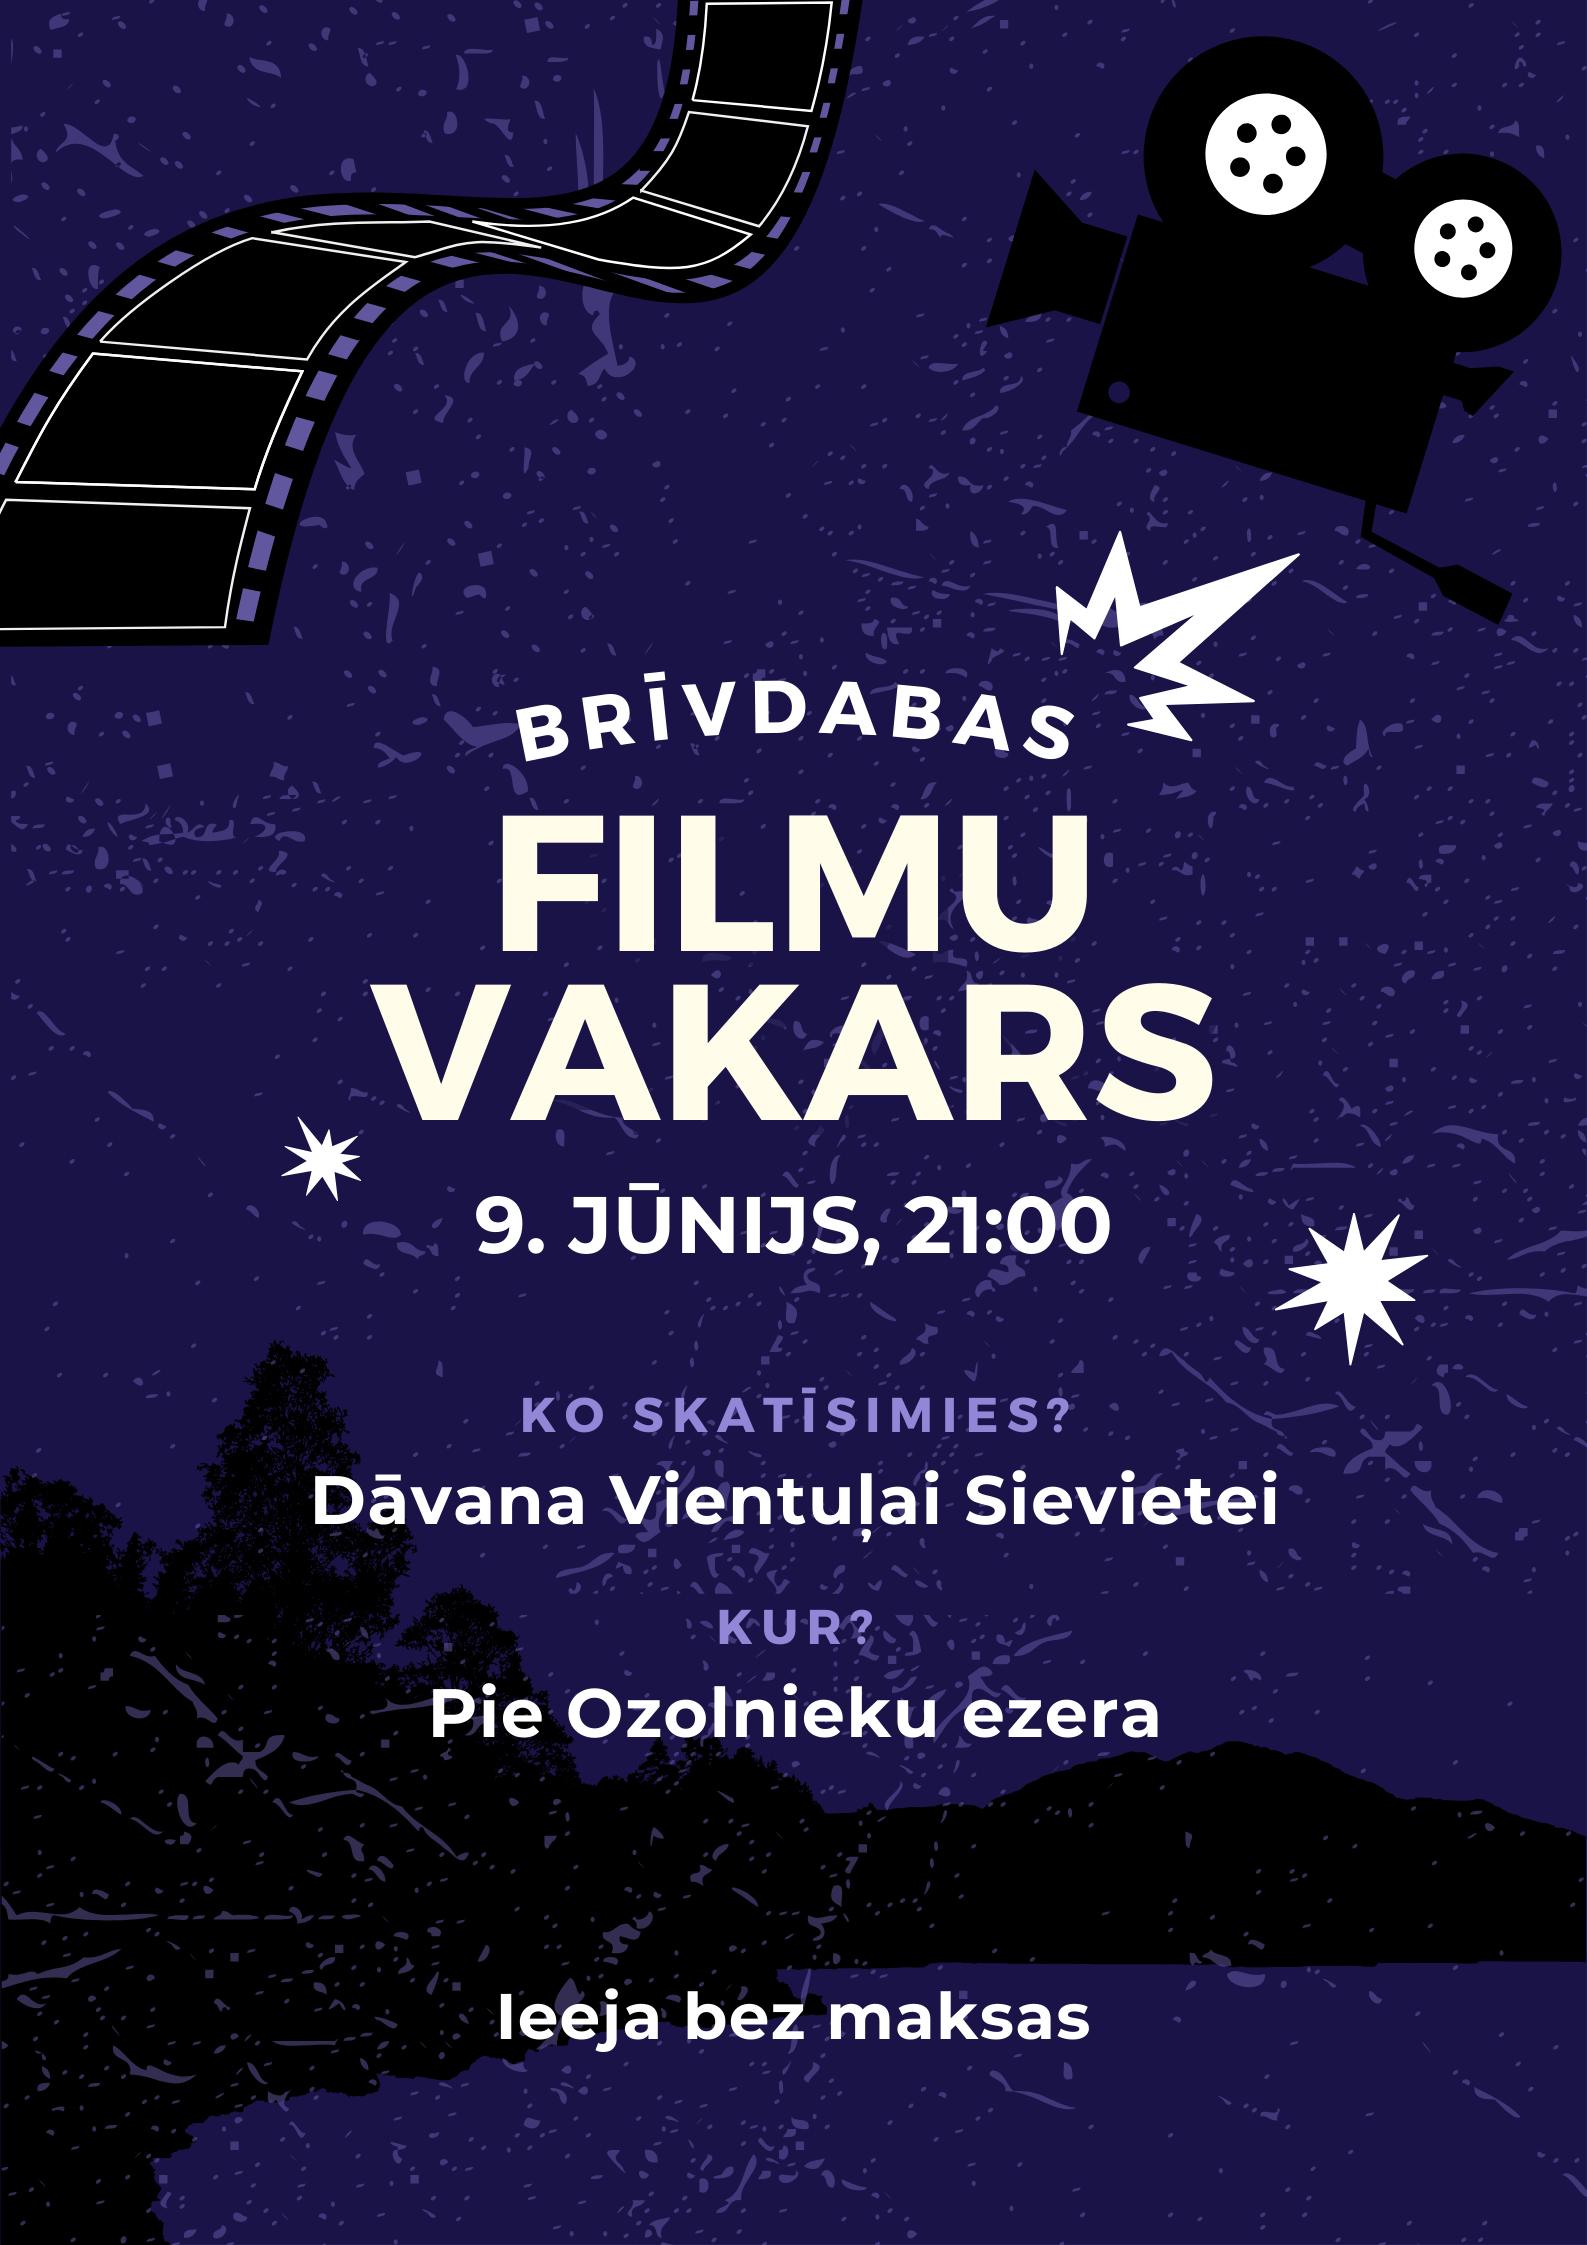 BRĪVDABAS
FILMU
VAKARS
9. JŪNIJS, 21:00
KO SKATĪSIMIES?
Dāvana Vientuļai Sievietei
KUR?
Pie Ozolnieku ezera
Ieeja bez maksas